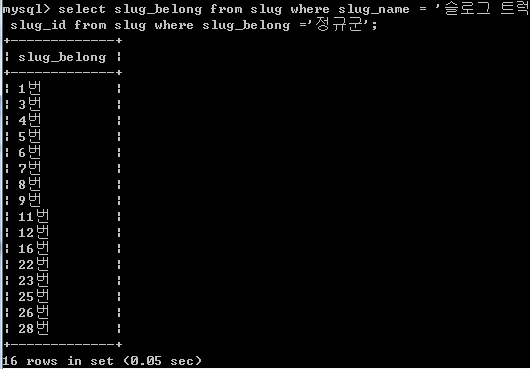 mysql> select slug_belong from slug where slug_name = '슬로그 트럭
slug_id from slug where slug_belong ='정규군';
+-------------+
| slug_belong |
+-------------+
| 1번 |
| 3번 |
| 4번 |
| 5번 |
| 6번 |
| 7번 |
| 8번 |
| 9번 |
| 11번 |
| 12번 |
| 16번 |
| 22번 |
| 23번 |
| 25번 |
| 26번 |
| 28번 |
+-------------+
16 rows in set (0.05 sec)